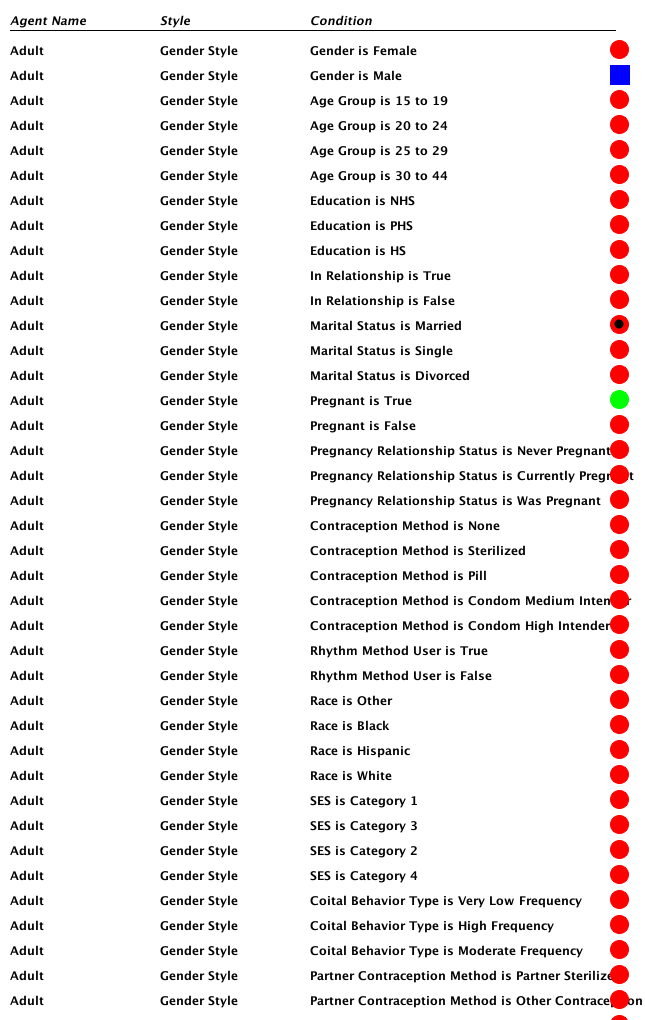 Agent Name Style Condition
Adult Gender Style Gender is Female
Adult Gender Style Gender is Male
Adult Gender Style Age Group is 15 to 19
Adult Gender Style Age Group is 20 to 24
Adult Gender Style Age Group is 25 to 29
Adult Gender Style Age Group is 30 to 44
Adult Gender Style Education is NHS
Adult Gender Style Education is PHS
Adult Gender Style Education is HS
Adult Gender Style In Relationship is True
Adult Gender Style In Relationship is False
Adult Gender Style Marital Status is Married
Adult Gender Style Marital Status is Single
Adult Gender Style Marital Status is Divorced
Adult Gender Style Pregnant is True
Adult Gender Style Pregnant is False
Adult Gender Style Pregnancy Relationship Status is Never Pregnant
Adult Gender Style Pregnancy Relationship Status is Currently Pregnant
Adult Gender Style Pregnancy Relationship Status is Was Pregnant
Adult Gender Style Contraception Method is None
Adult Gender Style Contraception Method is Sterilized
Adult Gender Style Contraception Method is Pill
Adult Gender Style Contraception Method is Condom Medium Intender
Adult Gender Style Contraception Method is Condom High Intender
Adult Gender Style Rhythm Method User is True
Adult Gender Style Rhythm Method User is False
Adult Gender Style Race is Other
Adult Gender Style Race is Black
Adult Gender Style Race is Hispanic
Adult Gender Style Race is White
Adult Gender Style SES is Category 1
Adult Gender Style SES is Category 3
Adult Gender Style SES is Category 2
Adult Gender Style SES is Category 4
Adult Gender Style Coital Behavior Type is Very Low Frequency
Adult Gender Style Coital Behavior Type is High Frequency
Adult Gender Style Coital Behavior Type is Moderate Frequency
Adult Gender Style Partner Contraception Method is Partner Sterilized
Adult Gender Style Partner Contraception Method is Other Contraception